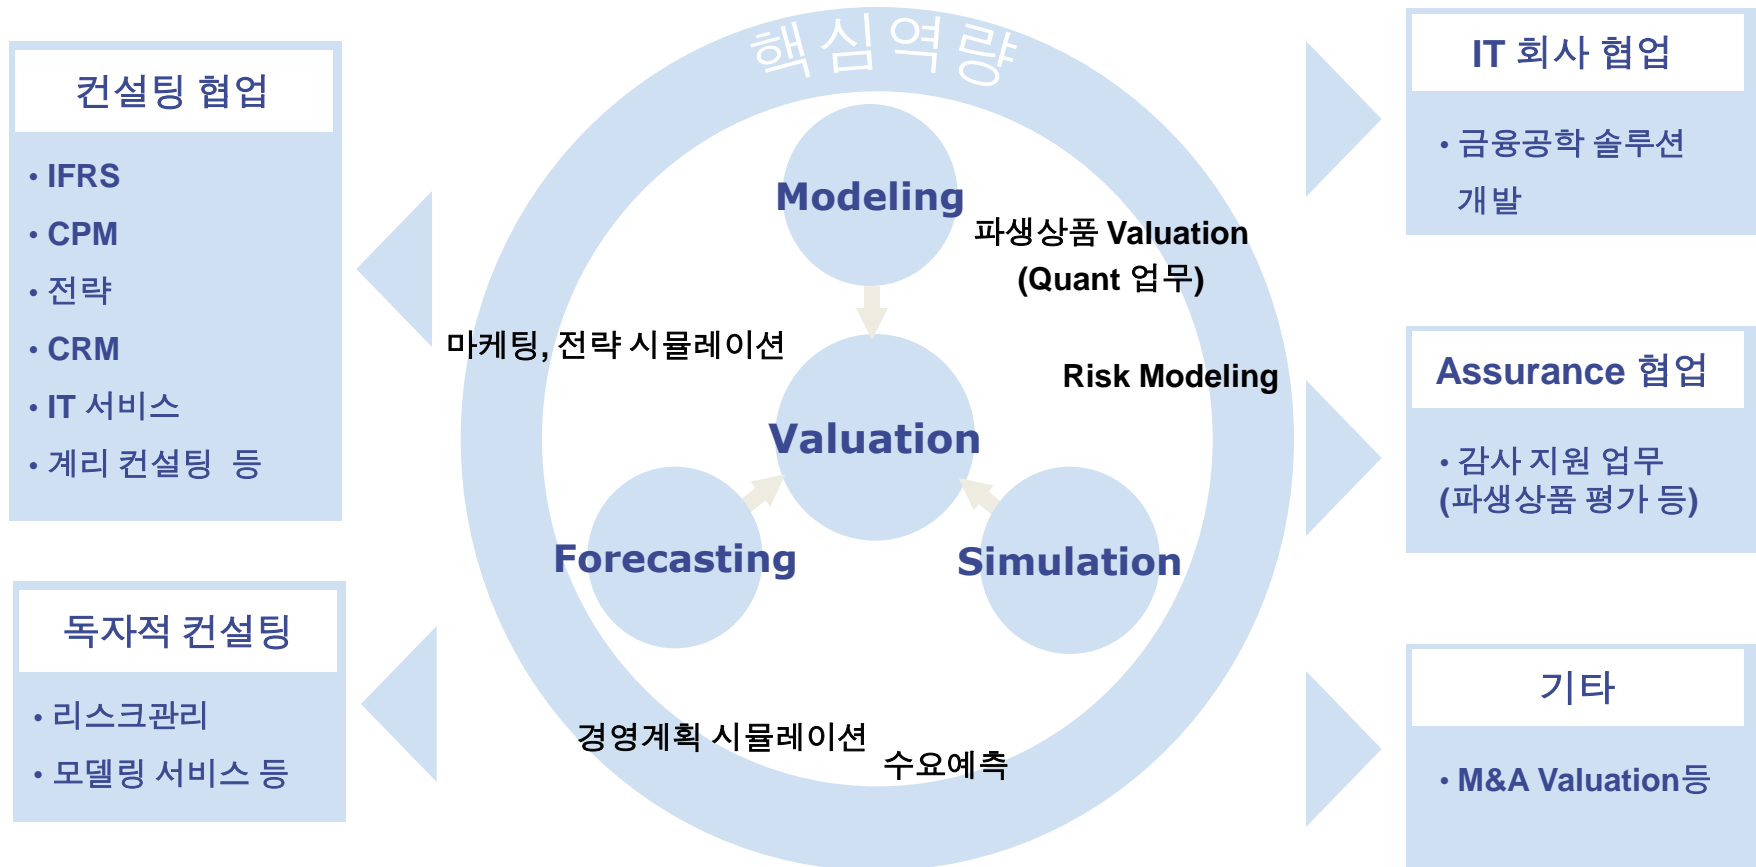 핵심역량
컨설팅 협업
• IFRS
• CPM
• 전략
• CRM
• IT 서비스
• 계리 컨설팅 등
독자적 컨설팅
• 리스크관리
• 모델링 서비스 등
Modeling
파생상품 Valuation
(Quant 업무)
마케팅, 전략 시뮬레이션
Risk Modeling
Valuation
Forecasting
Simulation
경영계획 시뮬레이션
수요예측
IT 회사 협업
• 금융공학 솔루션
개발
Assurance 협업
• 감사 지원 업무
(파생상품 평가 등)
기타
• M&A Valuation등